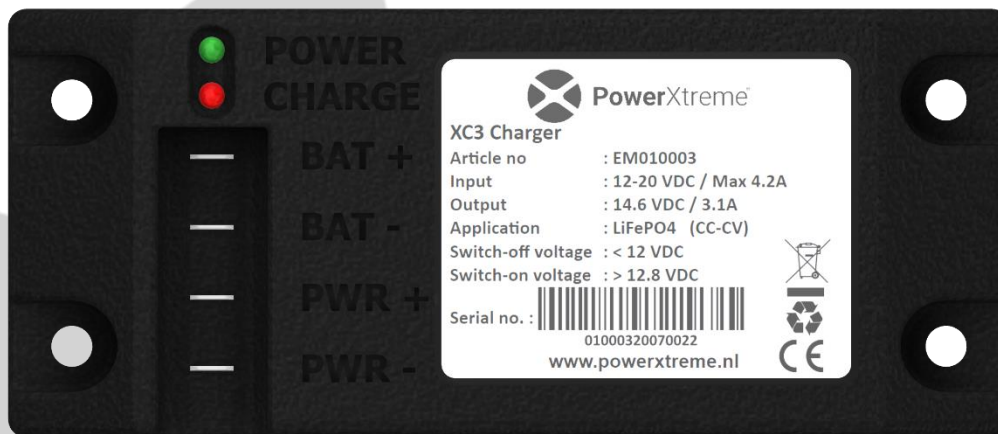 POWER
CHARGE
BAT +
BAT -
PWR +
PWR -
PowerXtreme
XC3 Charger
Article no : EM010003
Input : 12-20 VDC / Max 4.2A
Output : 14.6 VDC / 3.1A
Application : LiFePO4 (CC-CV)
Switch-off voltage : < 12 VDC
Switch-on voltage : > 12.8 VDC
Serial no. :
01000320070022
www.powerxtreme.nl
CE